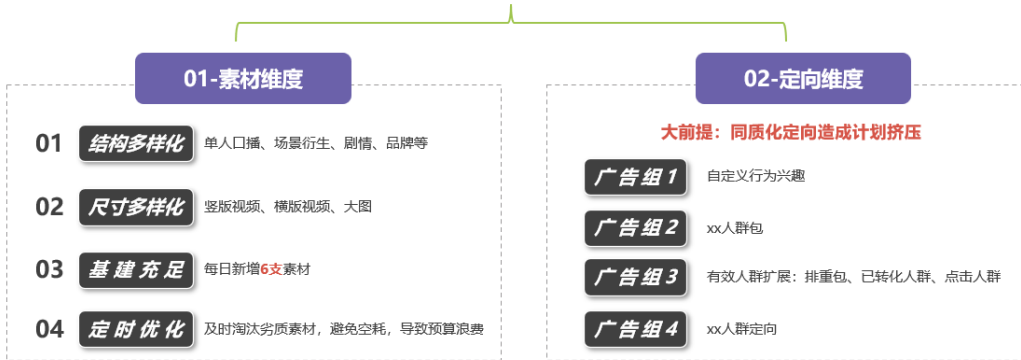 01-素材维度
01 结构多样化 单人口播、场景衍生、剧情、品牌等
02 尺寸多样化 竖版视频、横版视频、大图
03 基建充足 每日新增6支素材
04 定时优化 及时淘汰劣质素材，避免空耗，导致预算浪费
02-定向维度
大前提：同质化定向造成计划挤压
广告组1 自定义行为兴趣
广告组2 xx人群包
广告组3 有效人群扩展：排重包、已转化人群、点击人群
广告组4 xx人群定向